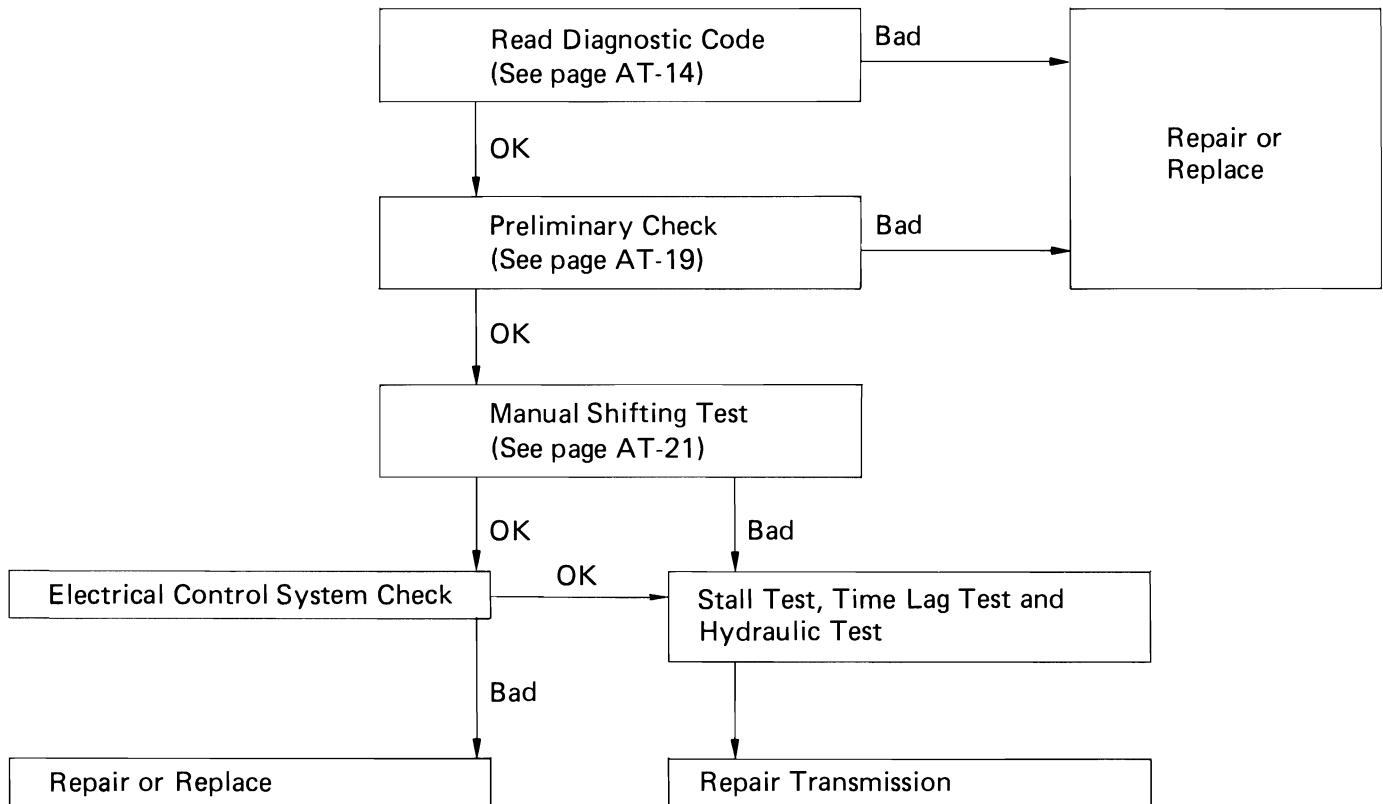 Read Diagnostic Code
(See page AT-14)
Bad
Repair or
Replace
OK
Preliminary Check
(See page AT-19)
Bad
OK
Manual Shifting Test
(See page AT-21)
OK
Bad
Electrical Control System Check
OK
Stall Test, Time Lag Test and
Hydraulic Test
Bad
Repair or Replace
Repair Transmission